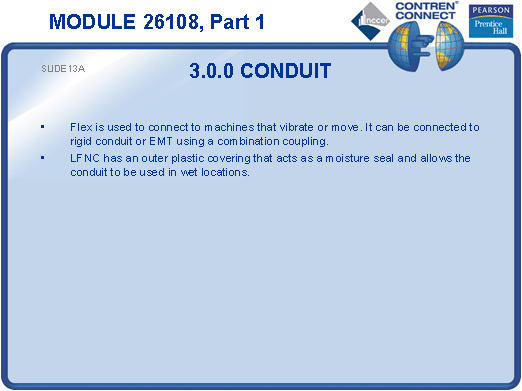 MODULE 26108, Part 1
nccer
CONTREN®
CONNECT
PEARSON
Prentice
Hall
SLIDE 13A
3.0.0 CONDUIT
• Flex is used to connect to machines that vibrate or move. It can be connected to
rigid conduit or EMT using a combination coupling.
• LFNC has an outer plastic covering that acts as a moisture seal and allows the
conduit to be used in wet locations.